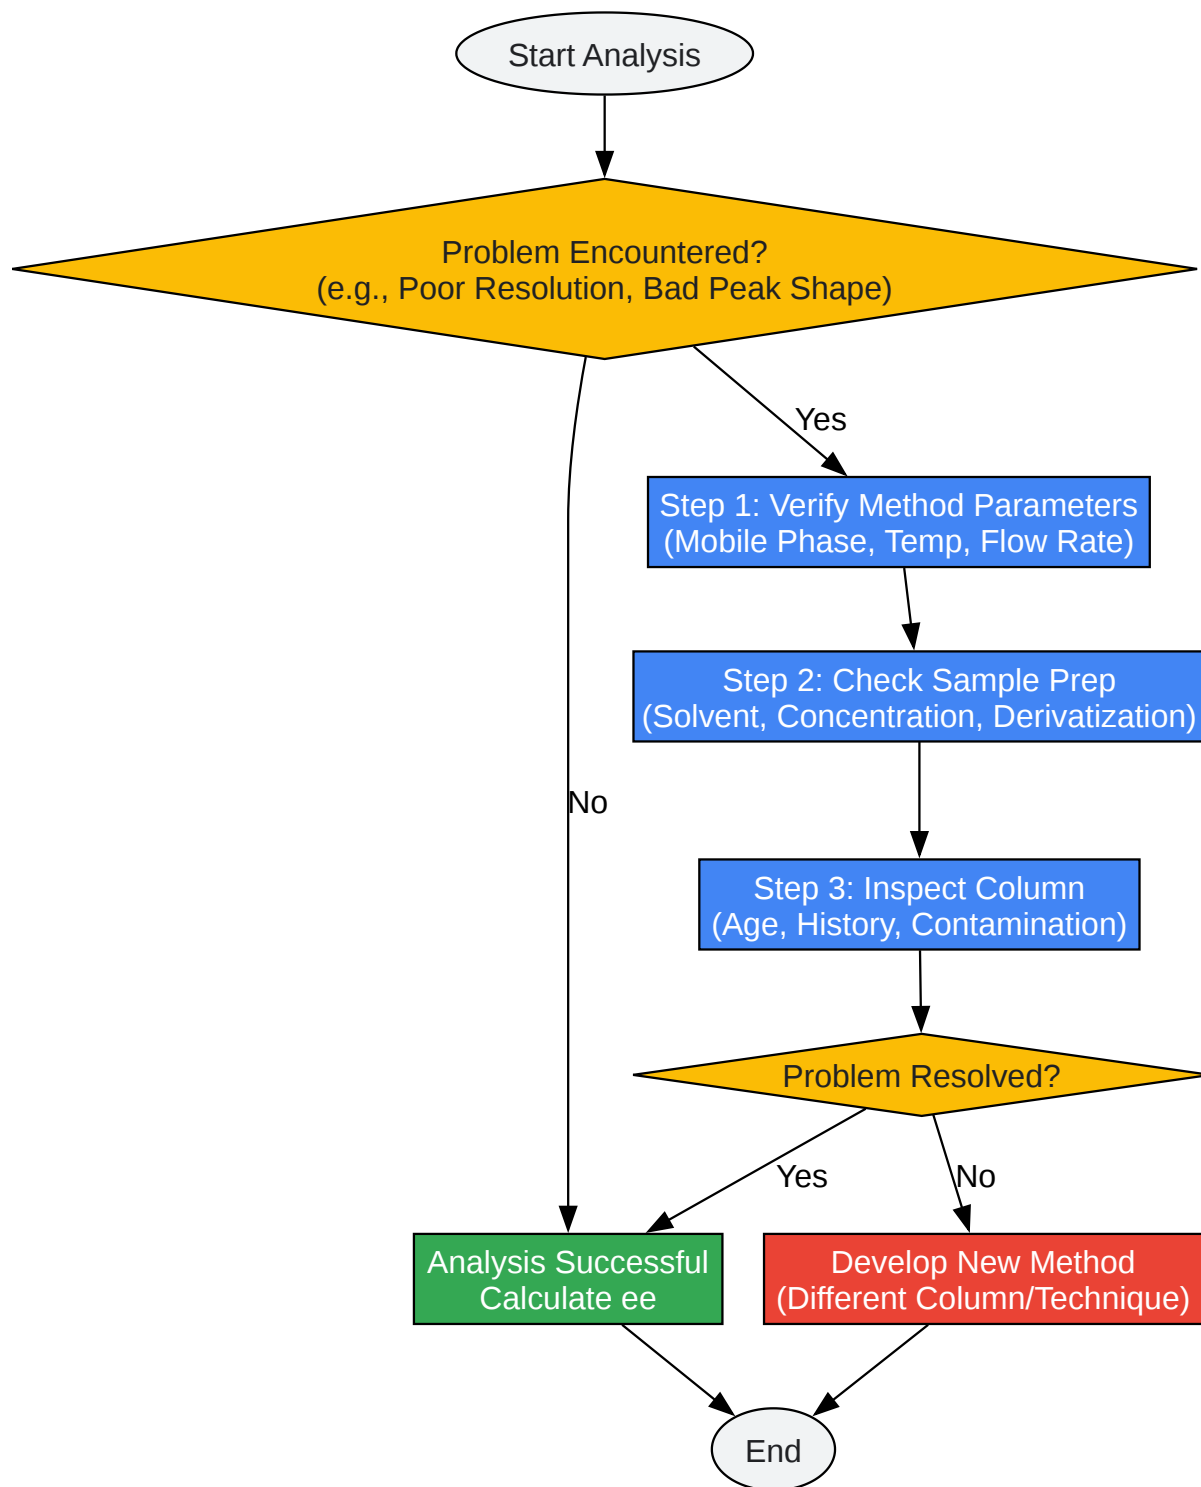 Start Analysis
Problem Encountered?
(e.g., Poor Resolution, Bad Peak Shape)
Yes
Step 1: Verify Method Parameters
(Mobile Phase, Temp, Flow Rate)
Step 2: Check Sample Prep
(Solvent, Concentration, Derivatization)
No
Step 3: Inspect Column
(Age, History, Contamination)
Problem Resolved?
Yes
No
Analysis Successful
Calculate ee
Develop New Method
(Different Column/Technique)
End